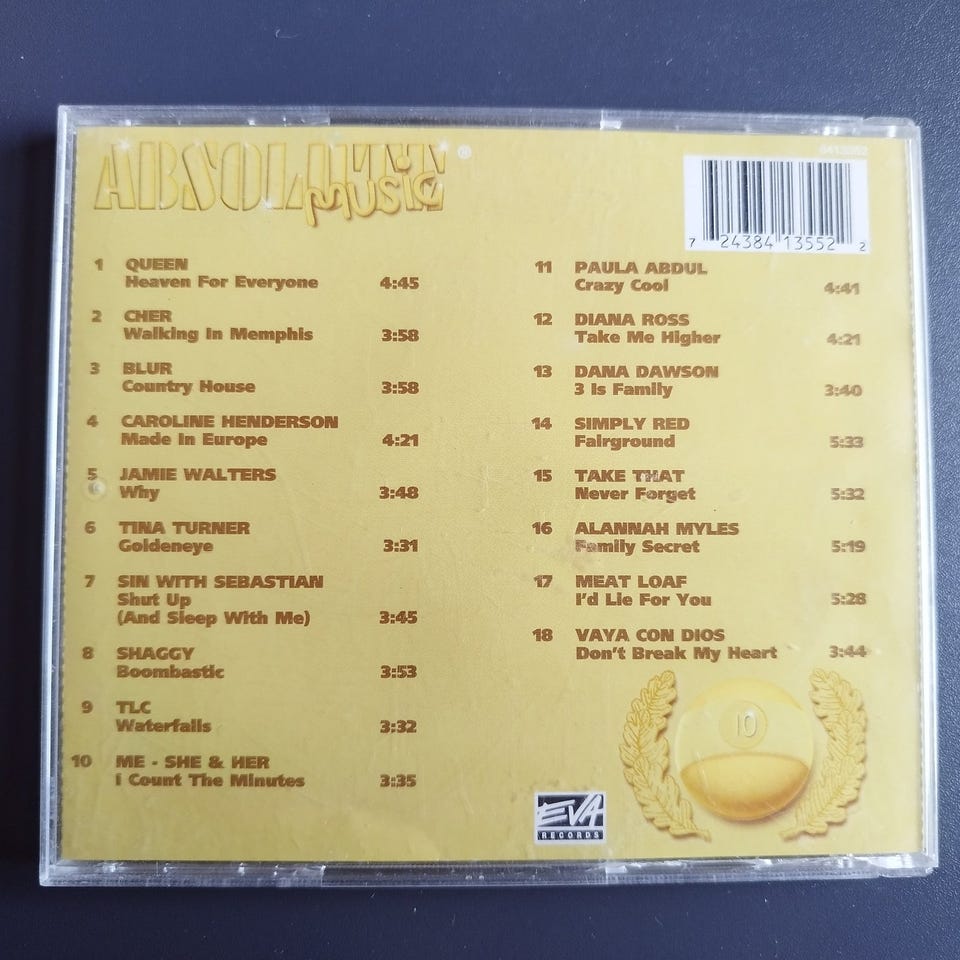 ABSOLUTE
music®
7 24384 13552 2
1 QUEEN
Heaven For Everyone 4:45
2 CHER
Walking In Memphis 3:58
3 BLUR
Country House 3:58
4 CAROLINE HENDERSON
Made In Europe 4:21
5 JAMIE WALTERS
Why 3:48
6 TINA TURNER
Goldeneye 3:31
7 SIN WITH SEBASTIAN
Shut Up
(And Sleep With Me) 3:45
8 SHAGGY
Boombastic 3:53
9 TLC
Waterfalls 3:32
10 ME - SHE & HER
I Count The Minutes 3:35
11 PAULA ABDUL
Crazy Cool 4:41
12 DIANA ROSS
Take Me Higher 4:21
13 DANA DAWSON
3 Is Family 3:40
14 SIMPLY RED
Fairground 5:33
15 TAKE THAT
Never Forget 5:32
16 ALANNAH MYLES
Family Secret 5:19
17 MEAT LOAF
I'd Lie For You 5:28
18 VAYA CON DIOS
Don't Break My Heart 3:44
10
EVA
RECORDS